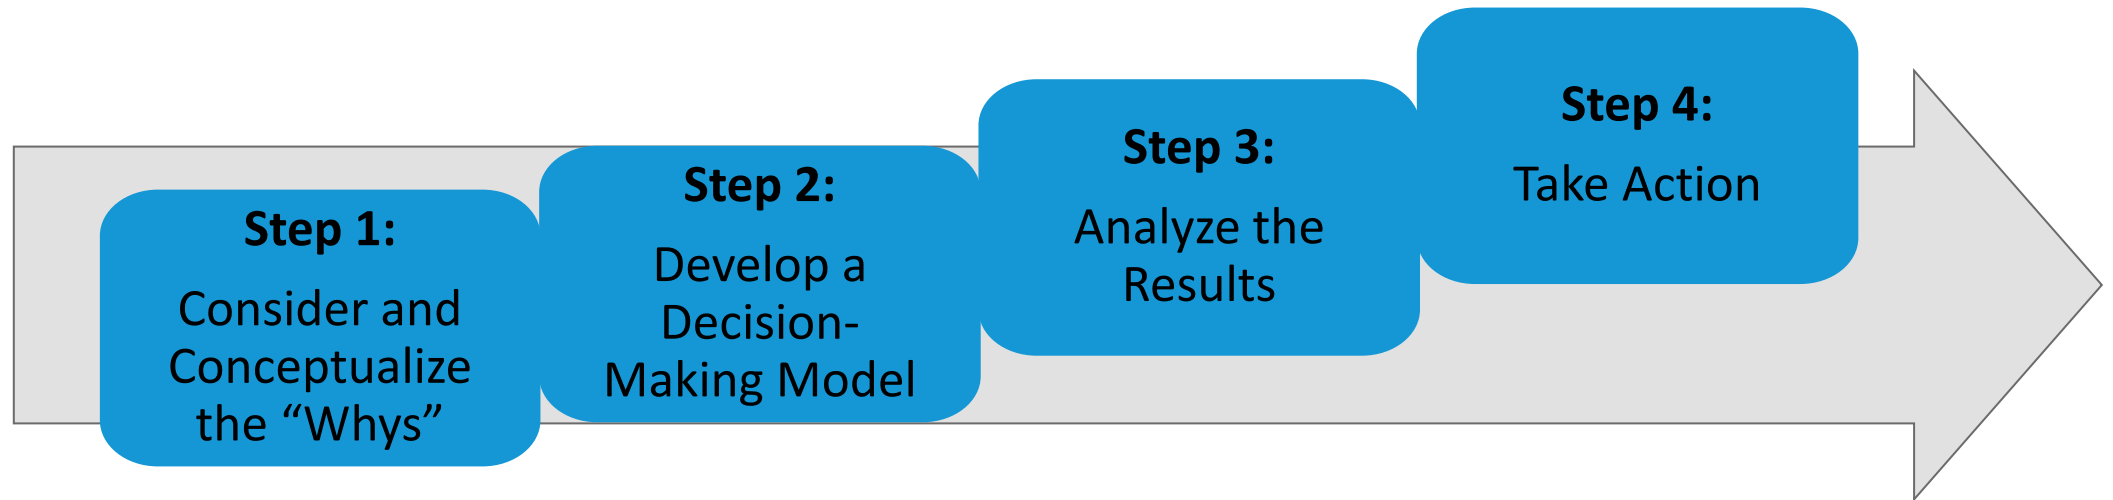 Step 1:
Consider and
Conceptualize
the “Whys”
Step 2:
Develop a
Decision-
Making Model
Step 3:
Analyze the
Results
Step 4:
Take Action